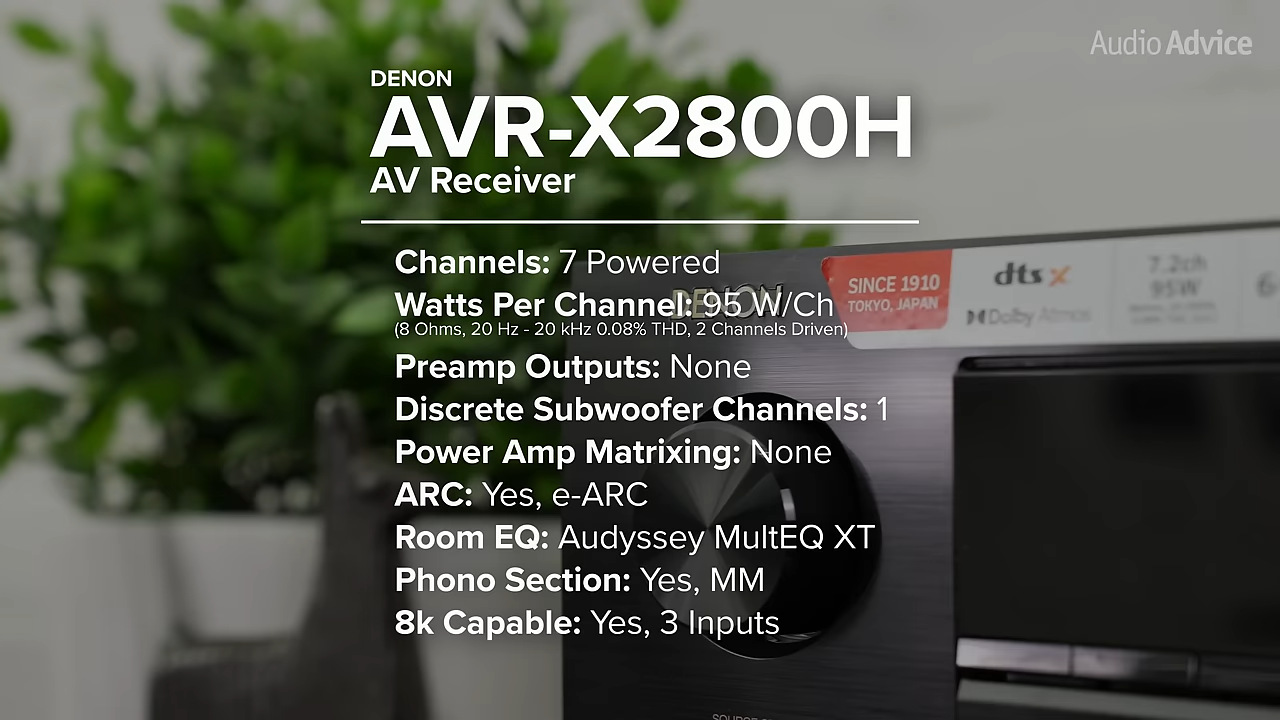 Audio Advice
DENON
AVR-X2800H
AV Receiver
Channels: 7 Powered
Watts Per Channel: 95 W/Ch
(8 Ohms, 20 Hz - 20 kHz 0.08% THD, 2 Channels Driven)
Preamp Outputs: None
Discrete Subwoofer Channels: 1
Power Amp Matrixing: None
ARC: Yes, e-ARC
Room EQ: Audyssey MultEQ XT
Phono Section: Yes, MM
8k Capable: Yes, 3 Inputs
DENON
SINCE 1910
TOKYO, JAPAN
dts x
Dolby Atmos
7.2ch
95W